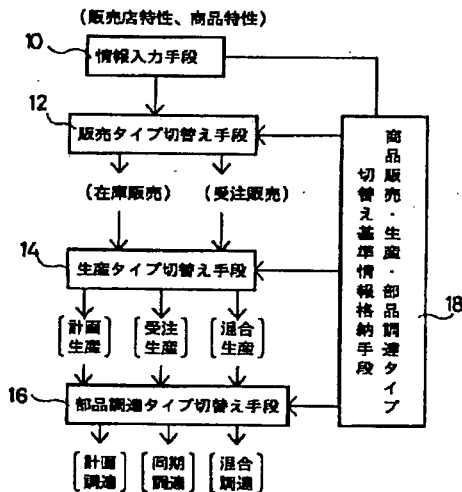 (販売店特性、商品特性)
10
情報入力手段
12
販売タイプ切替え手段
(在庫販売) (受注販売)
14
生産タイプ切替え手段
計画 受注 混合
生産 生産 生産
16
部品調達タイプ切替え手段
計画 同期 混合
調達 調達 調達
商品販売・生産・部品調達タイプ
切替え基準情報格納手段
18